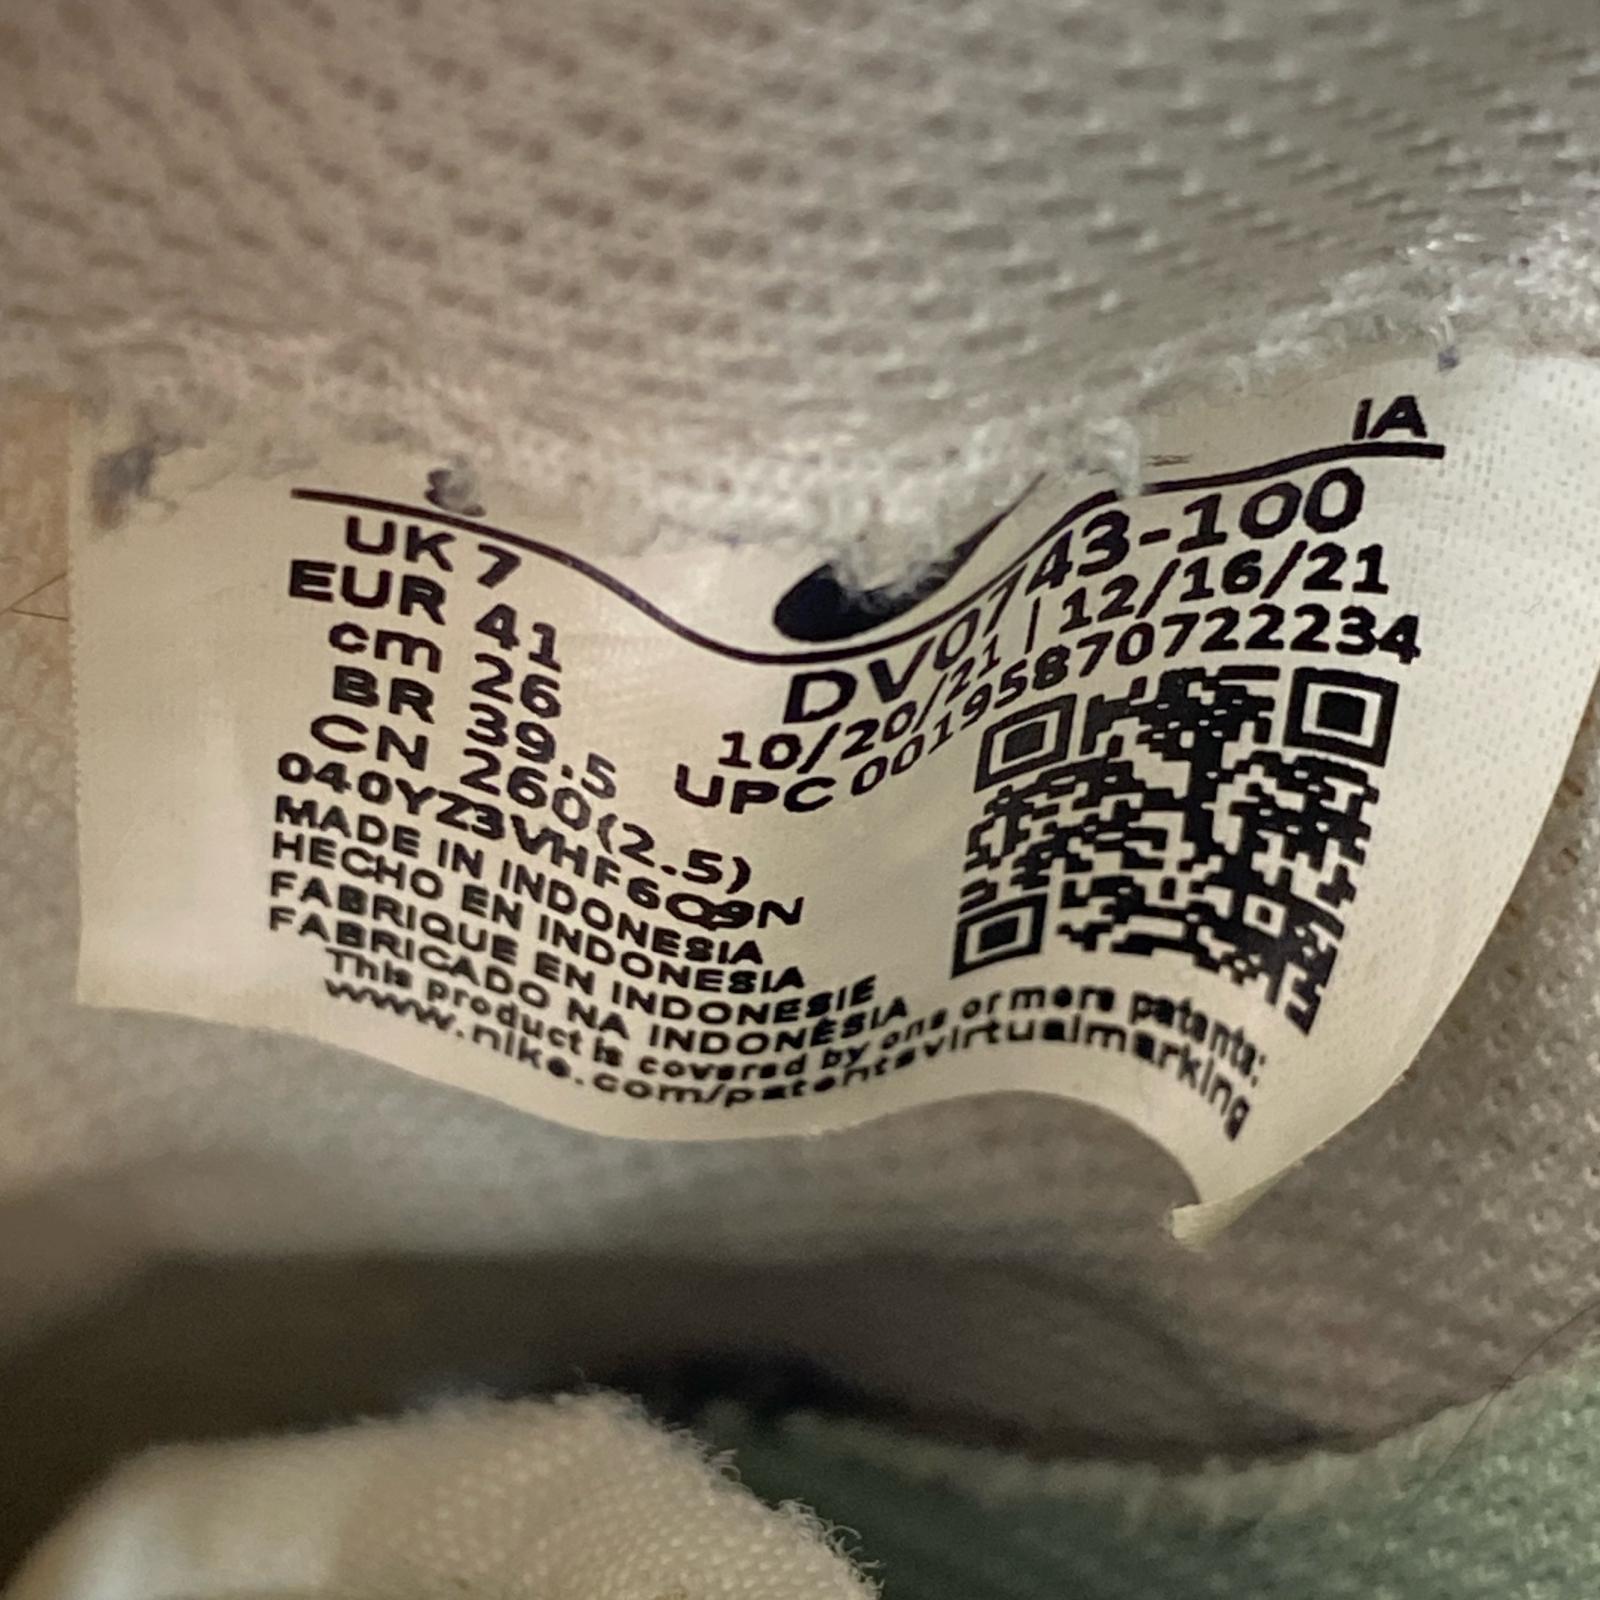 IA
UK 7
EUR 41
cm 26
BR 39.5
CN 260(2.5)
040YZ3VHF6Q9N
MADE IN INDONESIA
HECHO EN INDONESIA
FABRIQUE EN INDONESIE
FABRICADO NA INDONÉSIA
This product is covered by one or more patents:
www.nike.com/patentsvirtualmarking
DV0743-100
10/20/21 | 12/16/21
UPC 00195870722234